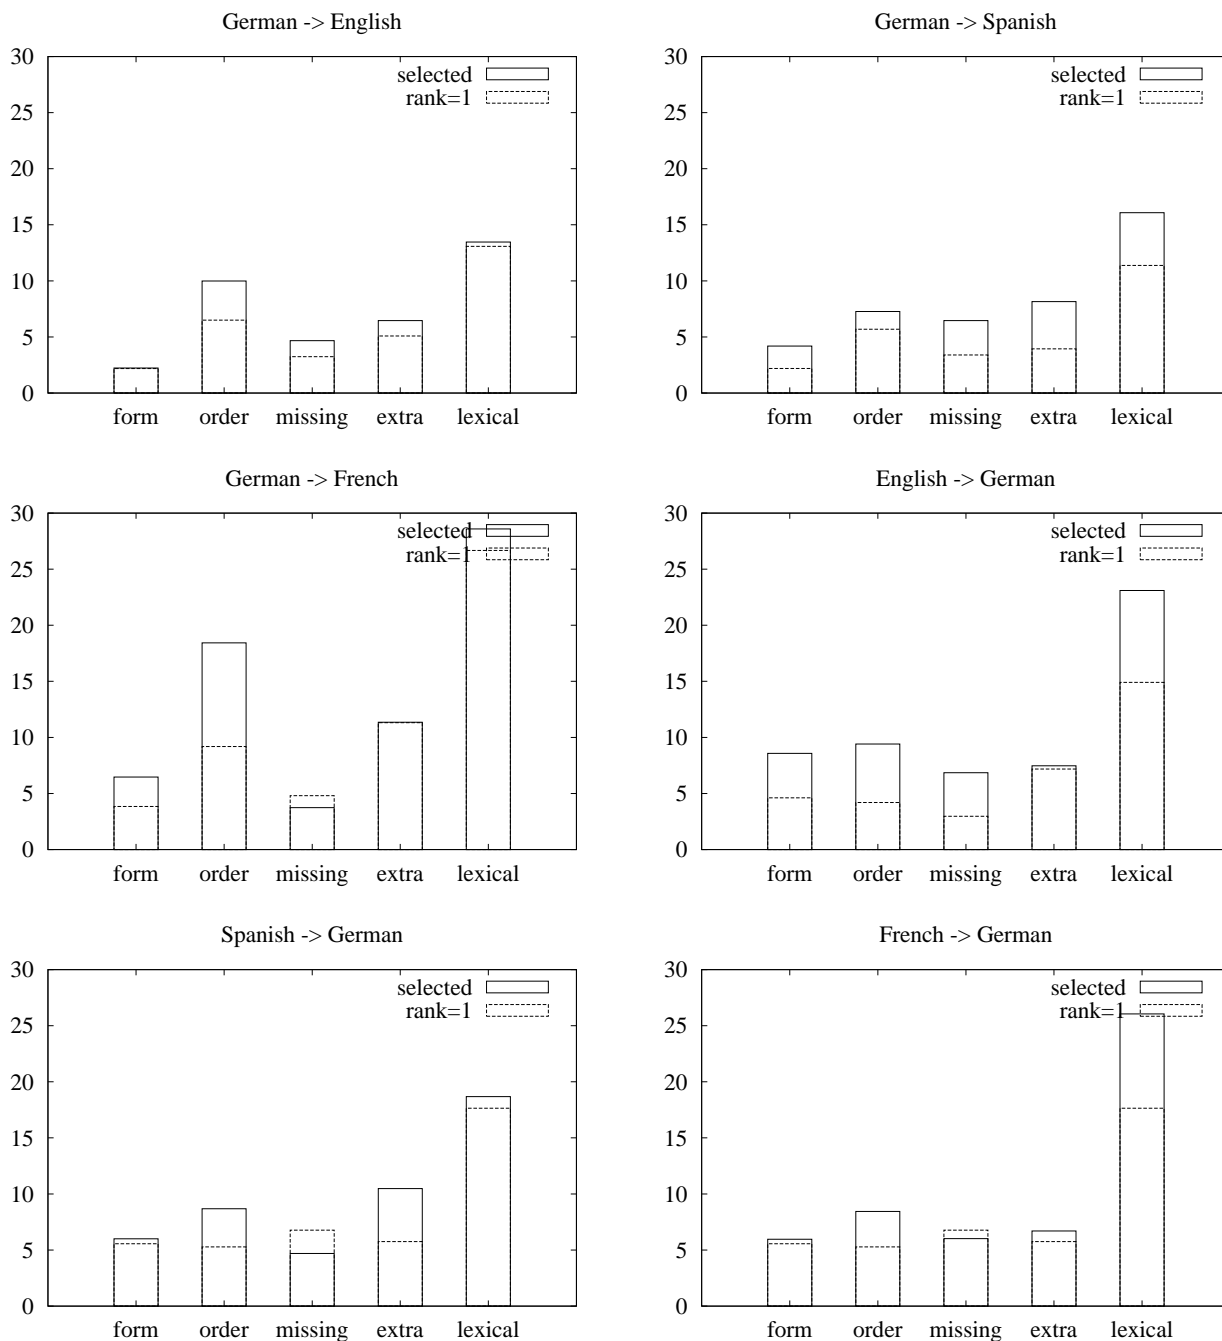 German -> English
30
25
20
15
10
5
0
selected
rank=1
form order missing extra lexical
German -> Spanish
30
25
20
15
10
5
0
selected
rank=1
form order missing extra lexical
German -> French
30
25
20
15
10
5
0
selected
rank=1
form order missing extra lexical
English -> German
30
25
20
15
10
5
0
selected
rank=1
form order missing extra lexical
Spanish -> German
30
25
20
15
10
5
0
selected
rank=1
form order missing extra lexical
French -> German
30
25
20
15
10
5
0
selected
rank=1
form order missing extra lexical